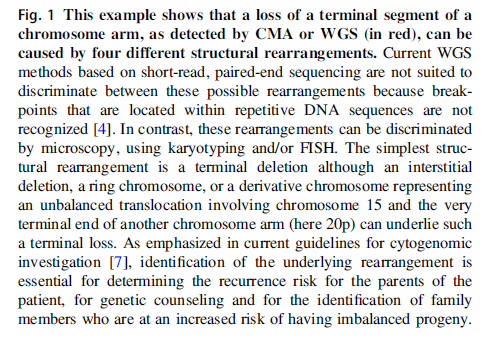 Fig. 1 This example shows that a loss of a terminal segment of a
chromosome arm, as detected by CMA or WGS (in red), can be
caused by four different structural rearrangements. Current WGS
methods based on short-read, paired-end sequencing are not suited to
discriminate between these possible rearrangements because break-
points that are located within repetitive DNA sequences are not
recognized [4]. In contrast, these rearrangements can be discriminated
by microscopy, using karyotyping and/or FISH. The simplest struc-
tural rearrangement is a terminal deletion although an interstitial
deletion, a ring chromosome, or a derivative chromosome representing
an unbalanced translocation involving chromosome 15 and the very
terminal end of another chromosome arm (here 20p) can underlie such
a terminal loss. As emphasized in current guidelines for cytogenomic
investigation [7], identification of the underlying rearrangement is
essential for determining the recurrence risk for the parents of the
patient, for genetic counseling and for the identification of family
members who are at an increased risk of having imbalanced progeny.